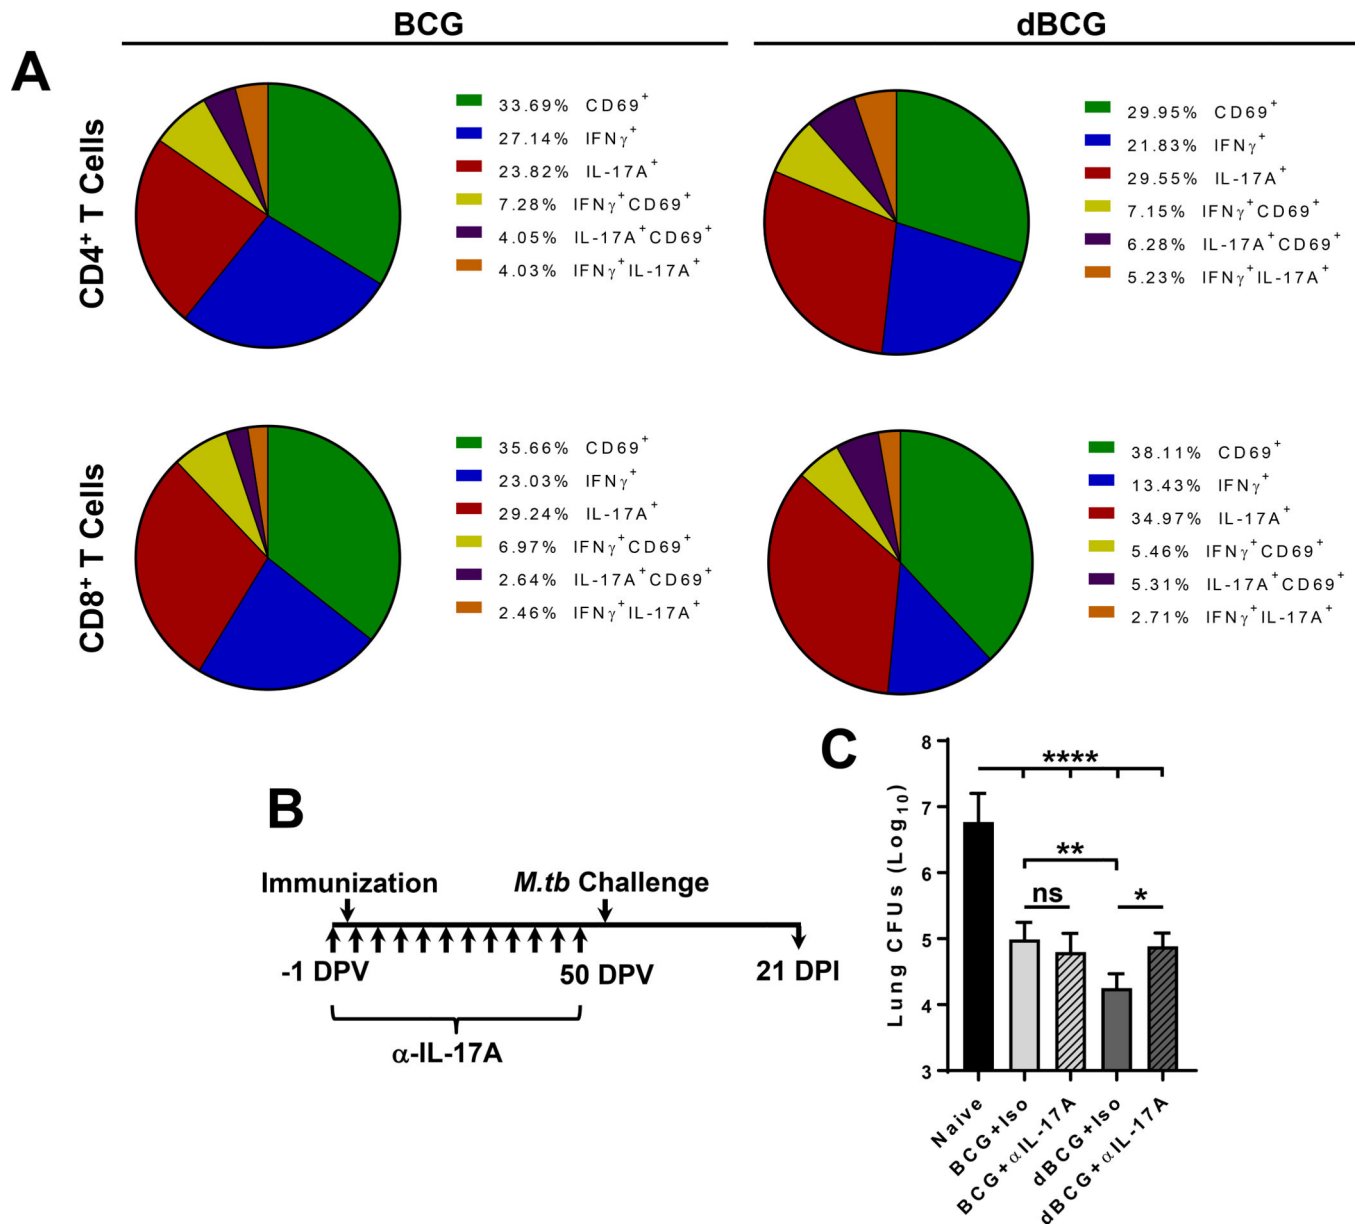 BCG
dBCG
A
CD4⁺ T Cells
33.69% CD69⁺
27.14% IFNγ⁺
23.82% IL-17A⁺
7.28% IFNγ⁺CD69⁺
4.05% IL-17A⁺CD69⁺
4.03% IFNγ⁺IL-17A⁺
29.95% CD69⁺
21.83% IFNγ⁺
29.55% IL-17A⁺
7.15% IFNγ⁺CD69⁺
6.28% IL-17A⁺CD69⁺
5.23% IFNγ⁺IL-17A⁺
CD8⁺ T Cells
35.66% CD69⁺
23.03% IFNγ⁺
29.24% IL-17A⁺
6.97% IFNγ⁺CD69⁺
2.64% IL-17A⁺CD69⁺
2.46% IFNγ⁺IL-17A⁺
38.11% CD69⁺
13.43% IFNγ⁺
34.97% IL-17A⁺
5.46% IFNγ⁺CD69⁺
5.31% IL-17A⁺CD69⁺
2.71% IFNγ⁺IL-17A⁺
B
Immunization
M.tb Challenge
-1 DPV
50 DPV
21 DPI
α-IL-17A
C
Lung CFUs (Log₁₀)
8
7
6
5
4
3
****
**
ns
*
Naive
BCG+Iso
BCG+αIL-17A
dBCG+Iso
dBCG+αIL-17A